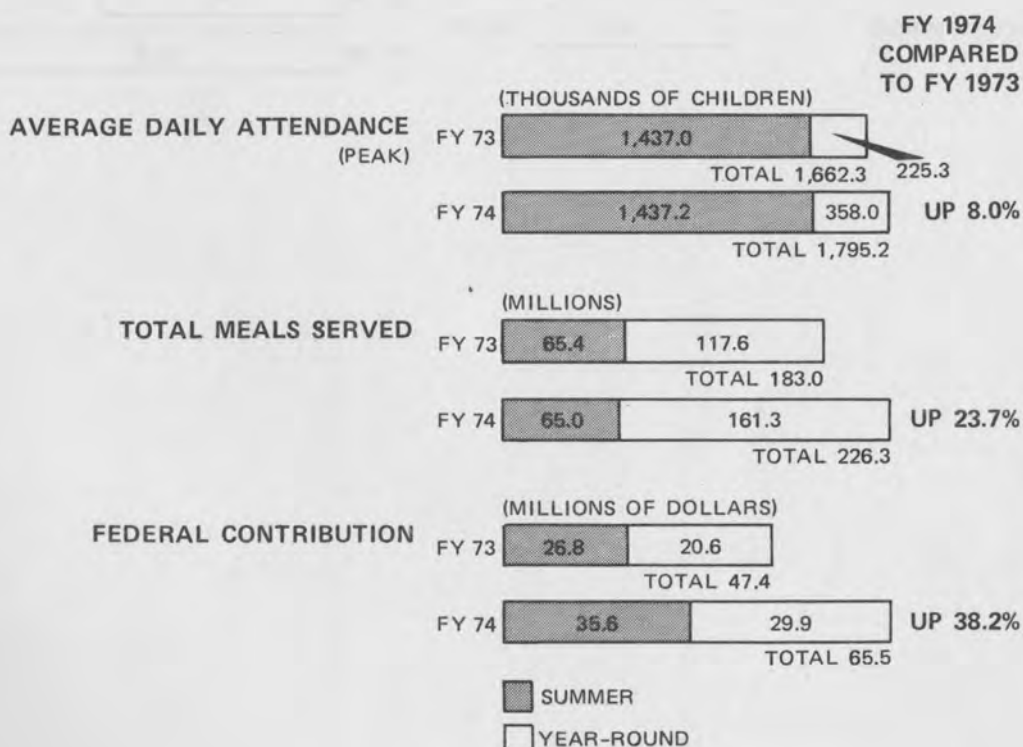 FY 1974
COMPARED
TO FY 1973
AVERAGE DAILY ATTENDANCE
(PEAK)
(THOUSANDS OF CHILDREN)
FY 73 1,437.0 225.3
TOTAL 1,662.3
FY 74 1,437.2 358.0 UP 8.0%
TOTAL 1,795.2
TOTAL MEALS SERVED
(MILLIONS)
FY 73 65.4 117.6
TOTAL 183.0
FY 74 65.0 161.3 UP 23.7%
TOTAL 226.3
FEDERAL CONTRIBUTION
(MILLIONS OF DOLLARS)
FY 73 26.8 20.6
TOTAL 47.4
FY 74 35.6 29.9 UP 38.2%
TOTAL 65.5
SUMMER
YEAR-ROUND